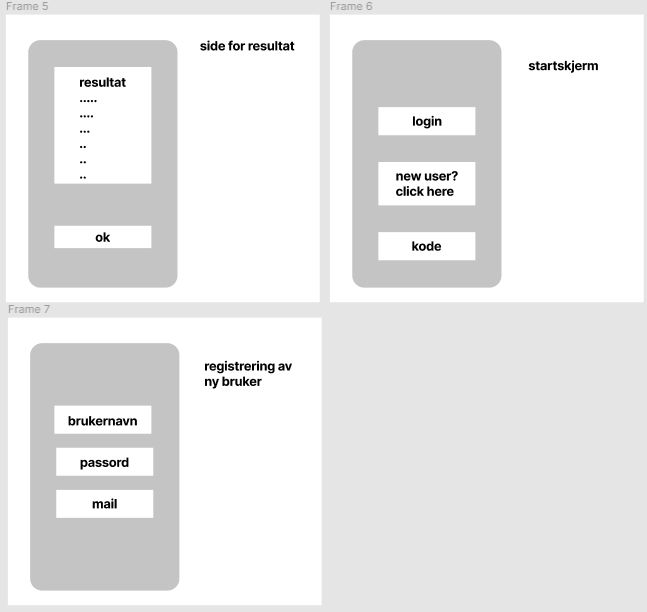 Frame 5
side for resultat
resultat
.....
....
...
..
..
..
ok
Frame 6
startskjerm
login
new user?
click here
kode
Frame 7
registrering av
ny bruker
brukernavn
passord
mail